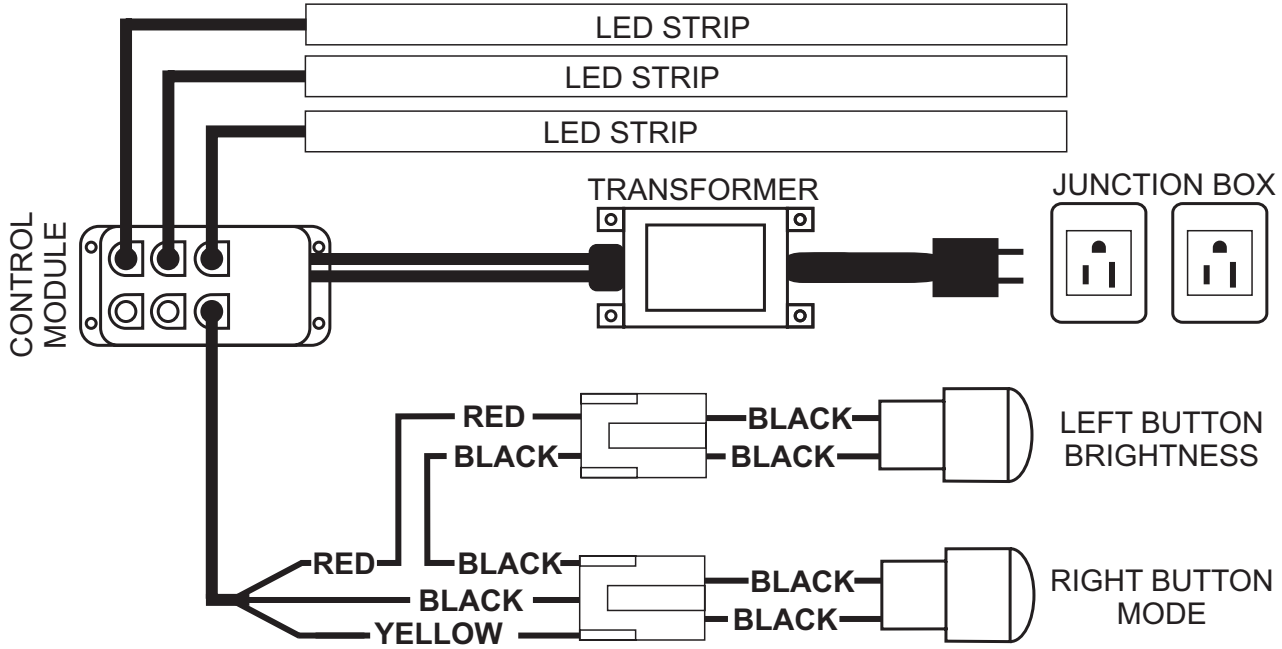 LED STRIP
LED STRIP
LED STRIP
TRANSFORMER
JUNCTION BOX
CONTROL
MODULE
RED
BLACK
BLACK
BLACK
LEFT BUTTON
BRIGHTNESS
RED
BLACK
BLACK
YELLOW
BLACK
BLACK
RIGHT BUTTON
MODE